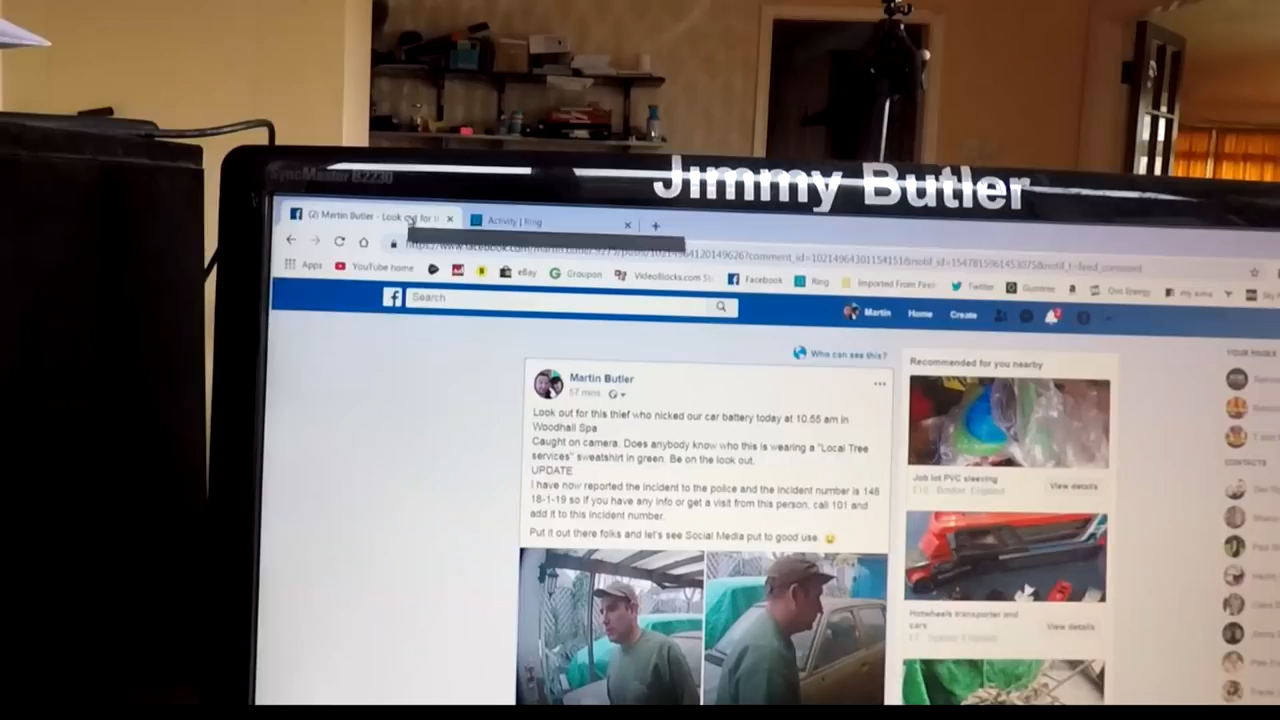 SyncMaster B2230
Jimmy Butler
(2) Martin Butler - Look out for t
Activity | Ring
Apps
YouTube home
eBay
Groupon
VideoBlocks.com
Facebook
Ring
Imported From
Twitter
Gumtree
Ovo Energy
Search
Martin
Home
Create
Who can see this?
Martin Butler
57 mins
Look out for this thief who nicked our car battery today at 10.55 am in
Woodhall Spa
Caught on camera. Does anybody know who this is wearing a "Local Tree
services" sweatshirt in green. Be on the look out.
UPDATE
I have now reported the incident to the police and the incident number is 148
18-1-19 so if you have any info or get a visit from this person, call 101 and
add it to this incident number.
Put it out there folks and let's see Social Media put to good use.
Recommended for you nearby
Job lot PVC sleeving
View details
Hotwheels transporter and
cars
View details
CONTACTS